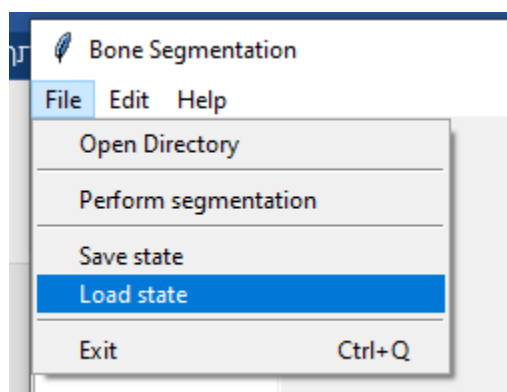 Bone Segmentation
File Edit Help
Open Directory
Perform segmentation
Save state
Load state
Exit Ctrl+Q